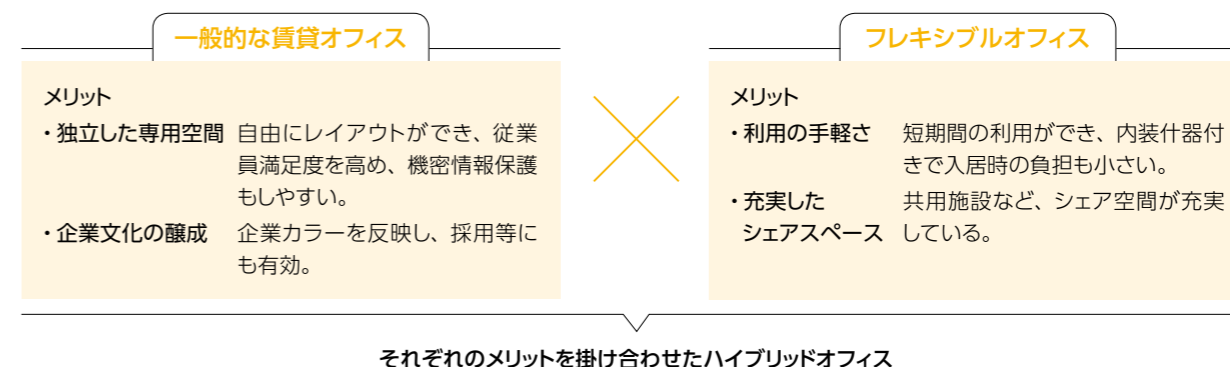 一般的な賃貸オフィス
メリット
・独立した専用空間 自由にレイアウトができ、従業
員満足度を高め、機密情報保護
もしやすい。
・企業文化の醸成 企業カラーを反映し、採用等に
も有効。
フレキシブルオフィス
メリット
・利用の手軽さ 短期間の利用ができ、内装什器付
きで入居時の負担も小さい。
・充実した 共用施設など、シェア空間が充実
シェアスペース している。
それぞれのメリットを掛け合わせたハイブリッドオフィス